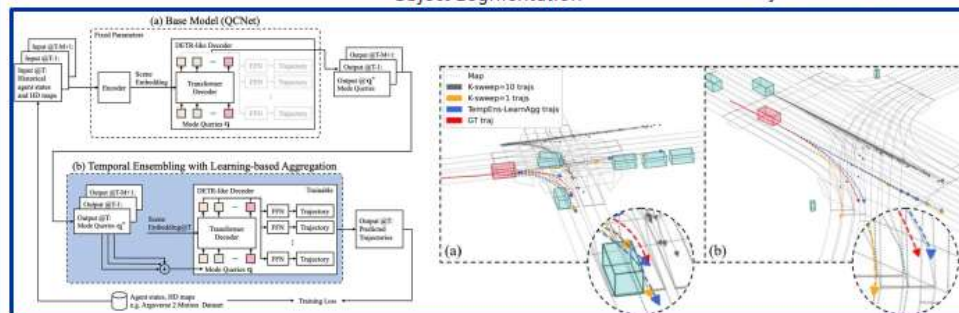 Object Segmentation
(a) Base Model (QCNet)
Fixed Parameters
Input @T-M+1:
Input @T-1:
Input @T:
Historical
agent states
and HD maps
Encoder
Scene
Embedding
DETR-like Decoder
Transformer
Decoder
Mode Queries q
FFN
Trajectory
FFN
Trajectory
FFN
Trajectory
Output @T-M+1:
Output @T-1:
Output @T:
Mode Queries
(b) Temporal Ensembling with Learning-based Aggregation
Output @T-M+1:
Output @T-1:
Output @T:
Mode Queries
Scene
Embedding@T
DETR-like Decoder
Trainable
Transformer
Decoder
Mode Queries q
FFN
Trajectory
FFN
Trajectory
FFN
Trajectory
Output @T:
Predicted
Trajectories
Agent states, HD maps
e.g. Argoverse 2 Motion Dataset
Training Loss
Map
K-sweep=10 trajs
K-sweep=1 trajs
TempEns-LearnAgg trajs
GT traj
(a)
(b)